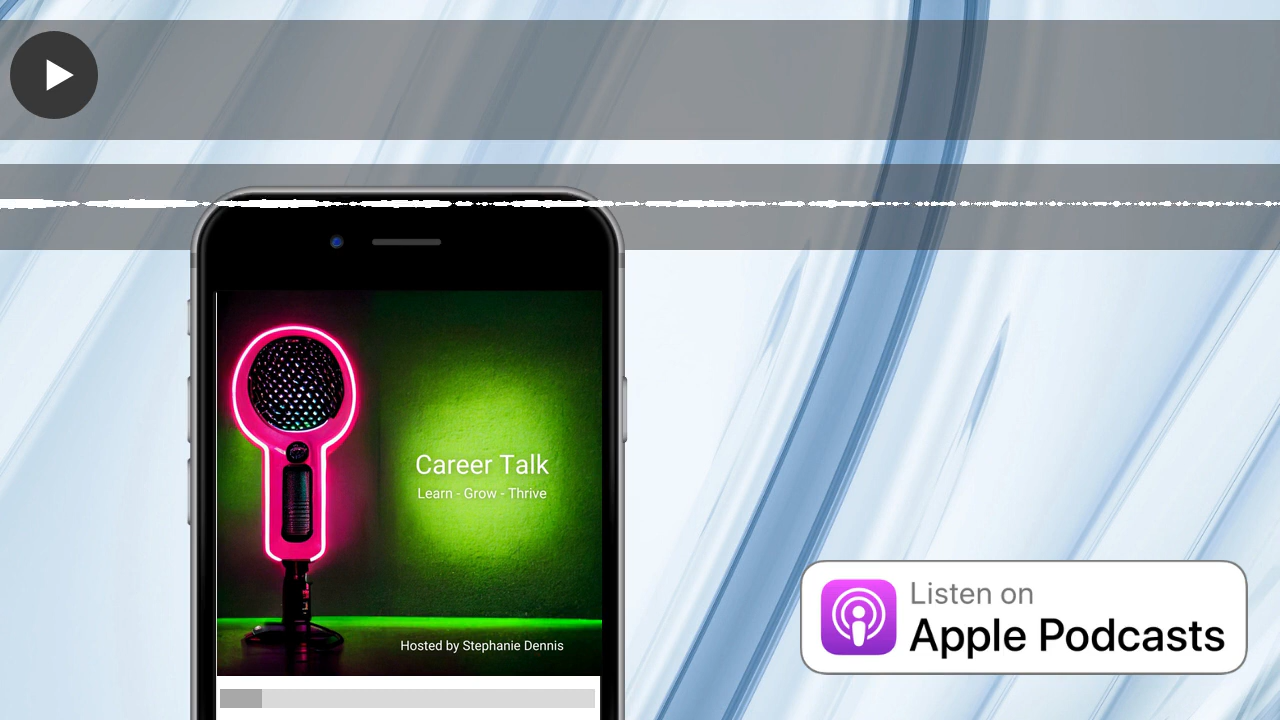 Career Talk
Learn - Grow - Thrive
Hosted by Stephanie Dennis
Listen on
Apple Podcasts